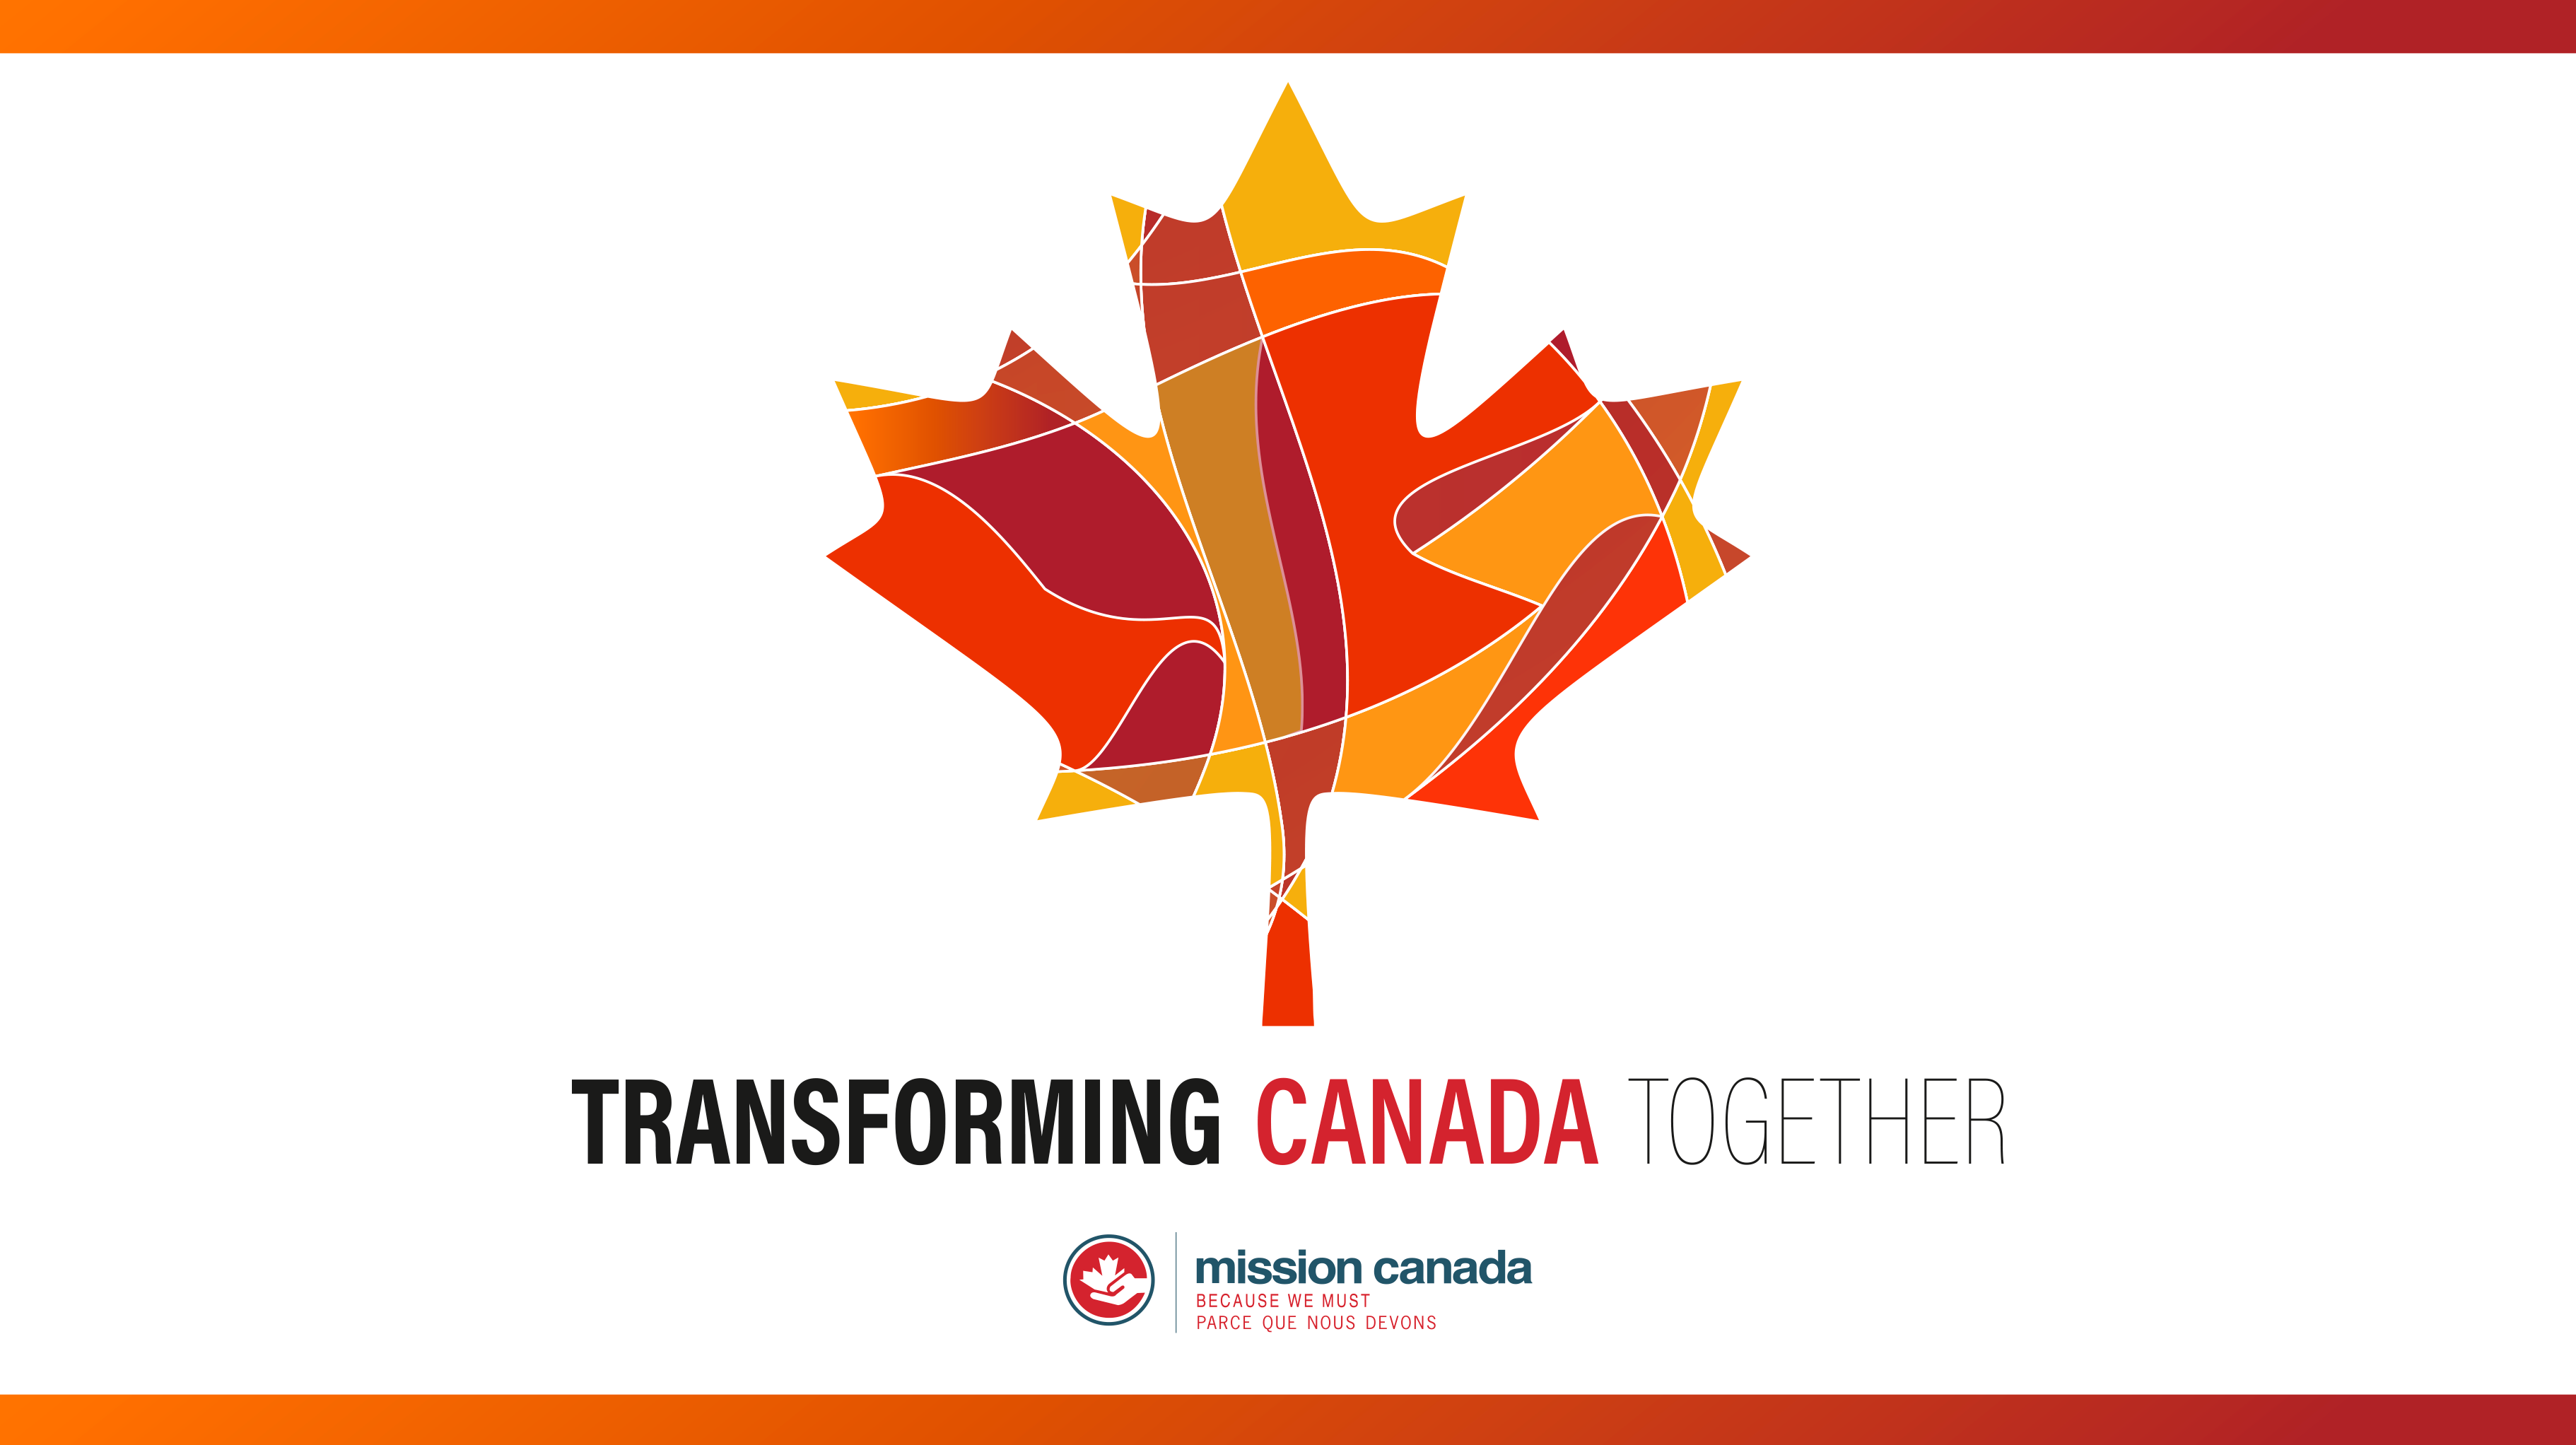 TRANSFORMING CANADA TOGETHER
mission canada
BECAUSE WE MUST
PARCE QUE NOUS DEVONS